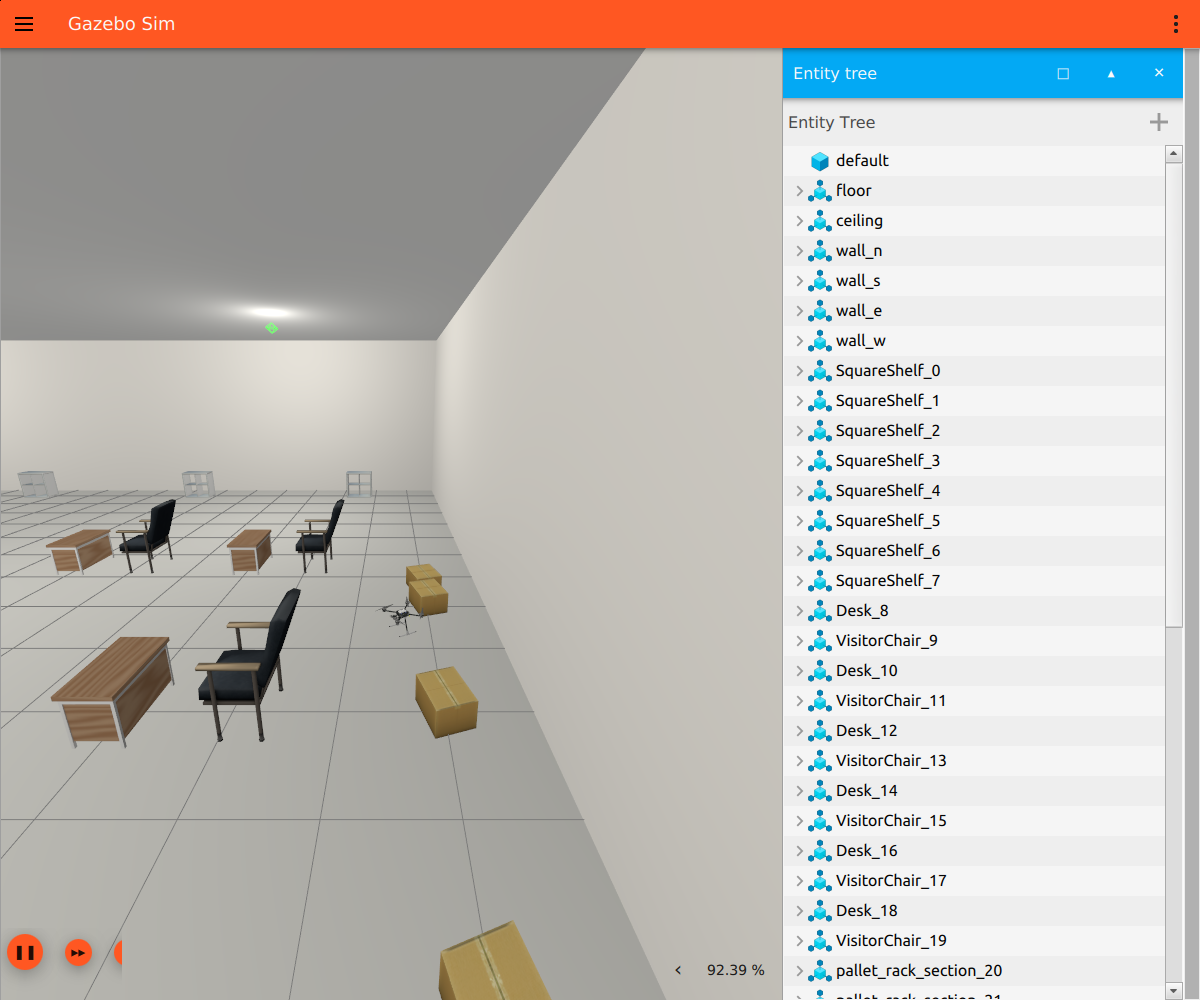 Gazebo Sim
Entity tree
Entity Tree
default
floor
ceiling
wall_n
wall_s
wall_e
wall_w
SquareShelf_0
SquareShelf_1
SquareShelf_2
SquareShelf_3
SquareShelf_4
SquareShelf_5
SquareShelf_6
SquareShelf_7
Desk_8
VisitorChair_9
Desk_10
VisitorChair_11
Desk_12
VisitorChair_13
Desk_14
VisitorChair_15
Desk_16
VisitorChair_17
Desk_18
VisitorChair_19
pallet_rack_section_20
92.39 %